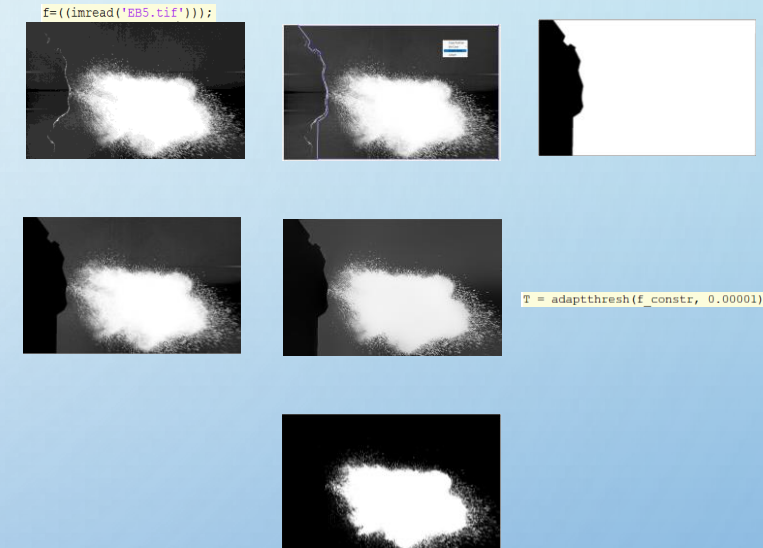 f=((imread('EB5.tif')));
T = adaptthresh(f_constr, 0.00001)